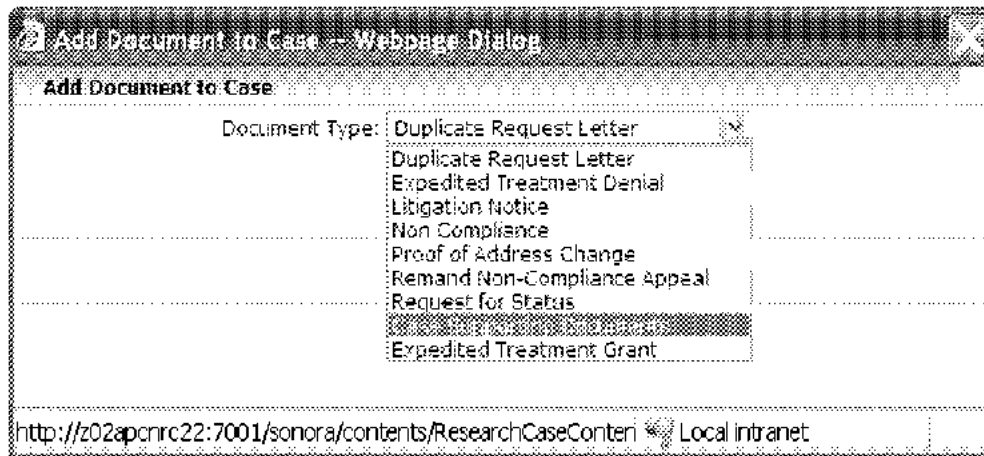 Add Document to Case -- Webpage Dialog
Add Document to Case
Document Type: Duplicate Request Letter
Duplicate Request Letter
Expedited Treatment Denial
Litigation Notice
Non Compliance
Proof of Address Change
Remand Non-Compliance Appeal
Request for Status
Expedited Treatment Grant
http://z02apcnrc22:7001/sonora/contents/ResearchCaseConteri Local intranet